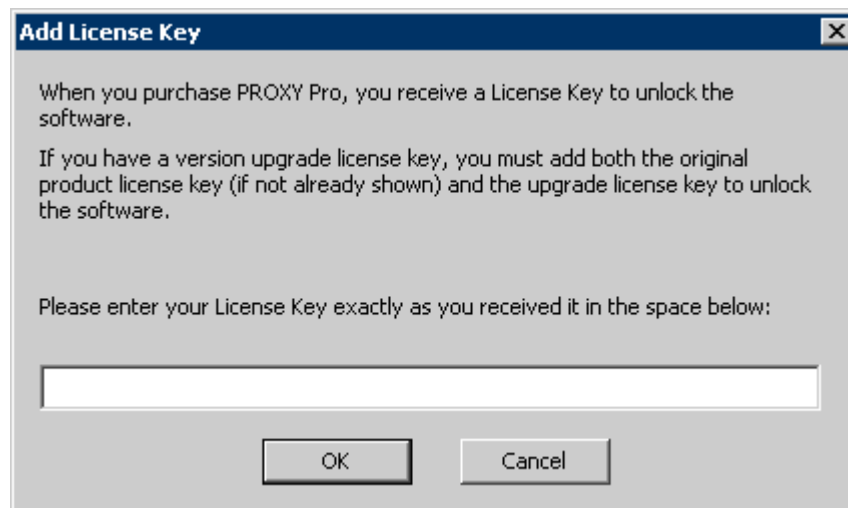 Add License Key
When you purchase PROXY Pro, you receive a License Key to unlock the
software.
If you have a version upgrade license key, you must add both the original
product license key (if not already shown) and the upgrade license key to unlock
the software.
Please enter your License Key exactly as you received it in the space below:
OK
Cancel